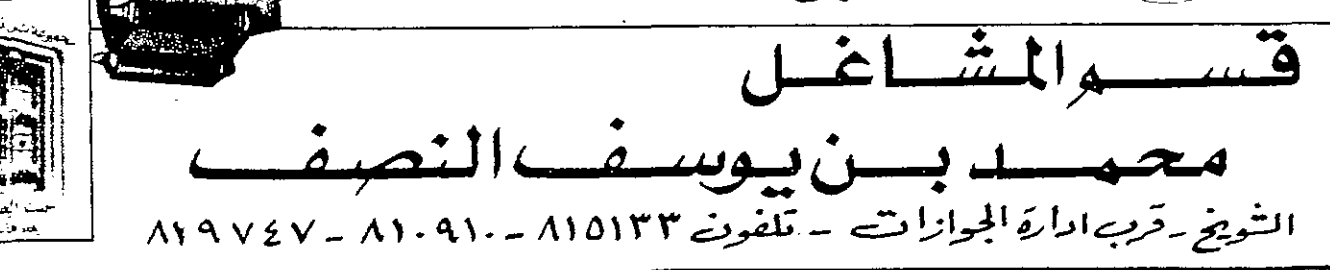 قسم المشاغل
محمد بن يوسف النصف
الشويخ - قرب ادارة الجوازات - تلفون ٨١٥١٣٣ - ٨١٠٩١٠ - ٨١٩٧٤٧